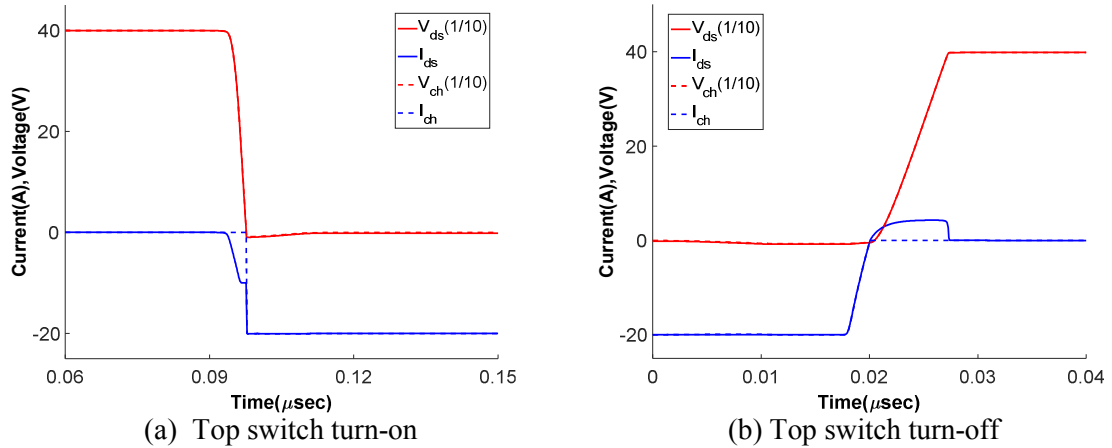 40
20
0
-20
Current(A),Voltage(V)
0.06
0.09
0.12
0.15
Time(μsec)
V_ds(1/10)
I_ds
V_ch(1/10)
I_ch
(a) Top switch turn-on
40
20
0
-20
Current(A),Voltage(V)
0
0.01
0.02
0.03
0.04
Time(μsec)
V_ds(1/10)
I_ds
V_ch(1/10)
I_ch
(b) Top switch turn-off